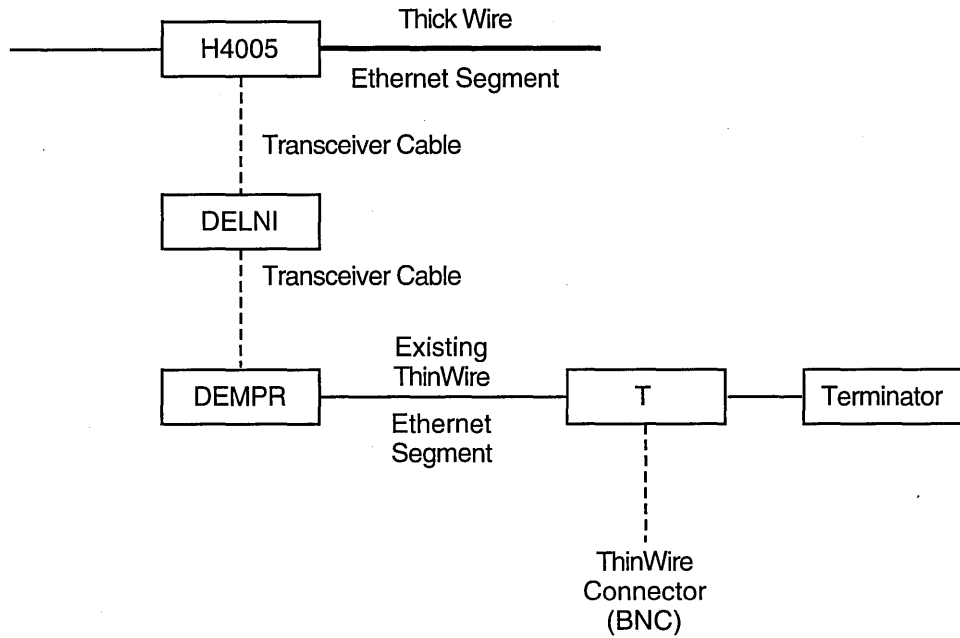 Thick Wire
H4005
Ethernet Segment
Transceiver Cable
DELNI
Transceiver Cable
Existing
ThinWire
DEMPR
T
Terminator
Ethernet
Segment
ThinWire
Connector
(BNC)